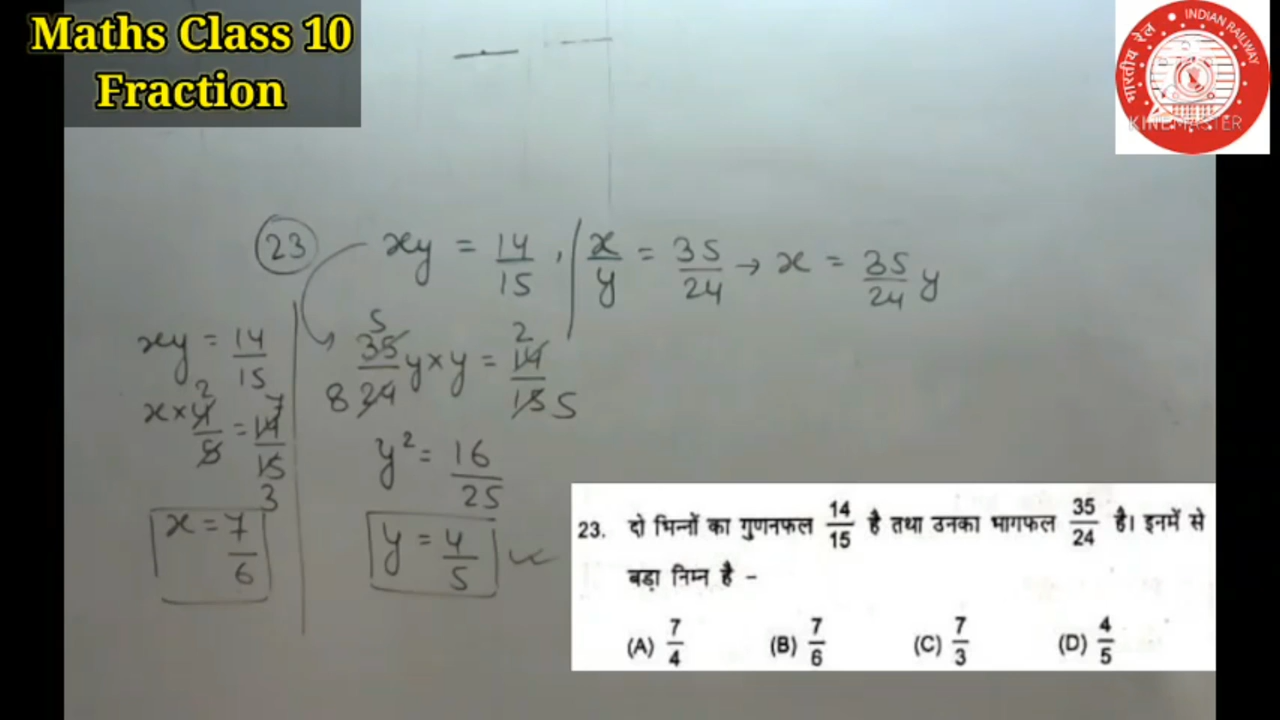 Maths Class 10
Fraction
भारतीय रेल INDIAN RAILWAY
KINEMASTER
23 xy = 14/15 , x/y = 35/24 → x = 35/24 y
xy = 14/15
5 35/24 8 y×y = 2 14/15 5
x × 2 4/5 = 7 14/15 3
y² = 16/25
x = 7/6
y = 4/5
23. दो भिन्नों का गुणनफल 14/15 है तथा उनका भागफल 35/24 है। इनमें से
बड़ा निम्न है –
(A) 7/4 (B) 7/6 (C) 7/3 (D) 4/5